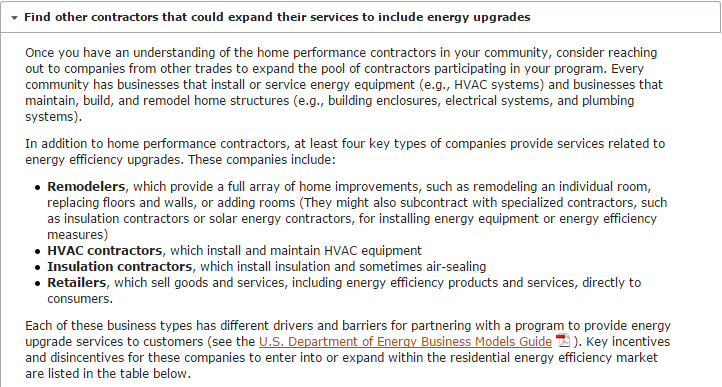 Find other contractors that could expand their services to include energy upgrades
Once you have an understanding of the home performance contractors in your community, consider reaching
out to companies from other trades to expand the pool of contractors participating in your program. Every
community has businesses that install or service energy equipment (e.g., HVAC systems) and businesses that
maintain, build, and remodel home structures (e.g., building enclosures, electrical systems, and plumbing
systems).
In addition to home performance contractors, at least four key types of companies provide services related to
energy efficiency upgrades. These companies include:
• Remodelers, which provide a full array of home improvements, such as remodeling an individual room,
replacing floors and walls, or adding rooms (They might also subcontract with specialized contractors, such
as insulation contractors or solar energy contractors, for installing energy equipment or energy efficiency
measures)
• HVAC contractors, which install and maintain HVAC equipment
• Insulation contractors, which install insulation and sometimes air-sealing
• Retailers, which sell goods and services, including energy efficiency products and services, directly to
consumers.
Each of these business types has different drivers and barriers for partnering with a program to provide energy
upgrade services to customers (see the U.S. Department of Energy Business Models Guide ). Key incentives
and disincentives for these companies to enter into or expand within the residential energy efficiency market
are listed in the table below.